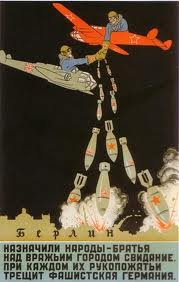 Берлин
НАЗНАЧИЛИ НАРОДЫ-БРАТЬЯ
НАД ВРАЖЬИМ ГОРОДОМ СВИДАНИЕ.
ПРИ КАЖДОМ ИХ РУКОПОЖАТЬИ
ТРЕЩИТ ФАШИСТСКАЯ ГЕРМАНИЯ.